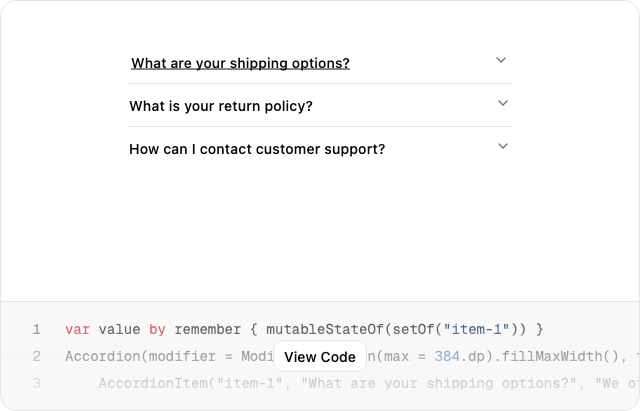 What are your shipping options?
What is your return policy?
How can I contact customer support?
1 var value by remember { mutableStateOf(setOf("item-1")) }
2 Accordion(modifier = Modi
View Code
n(max = 384.dp).fillMaxWidth(),
3 AccordionItem("item-1", "What are your shipping options?", "We o